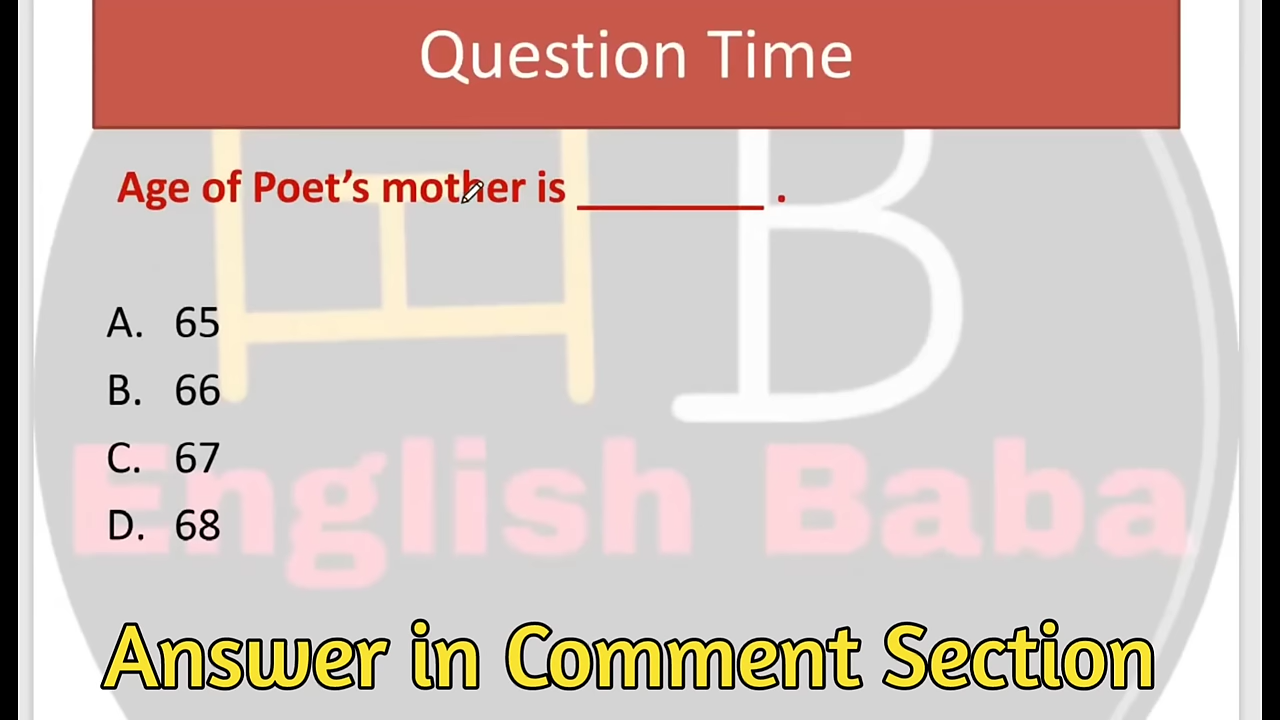 Question Time
Age of Poet's mother is ________ .
A. 65
B. 66
C. 67
D. 68
English Baba
Answer in Comment Section